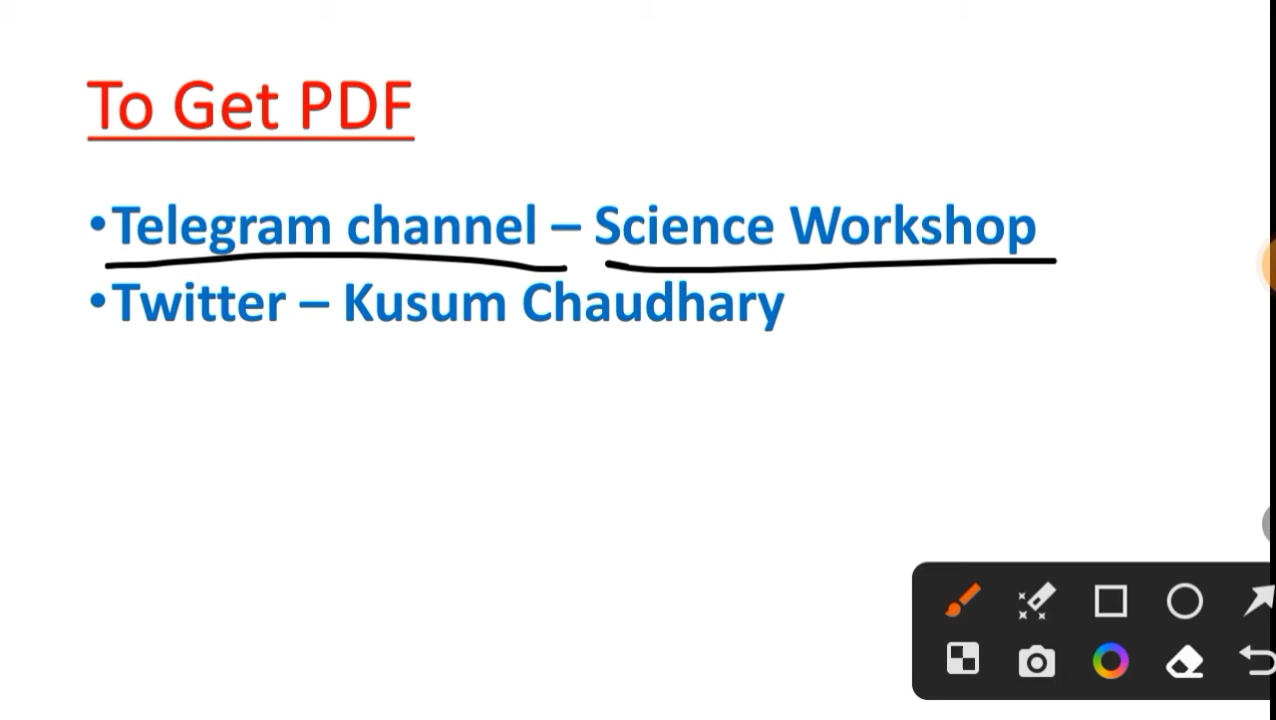 To Get PDF
•Telegram channel – Science Workshop
•Twitter – Kusum Chaudhary